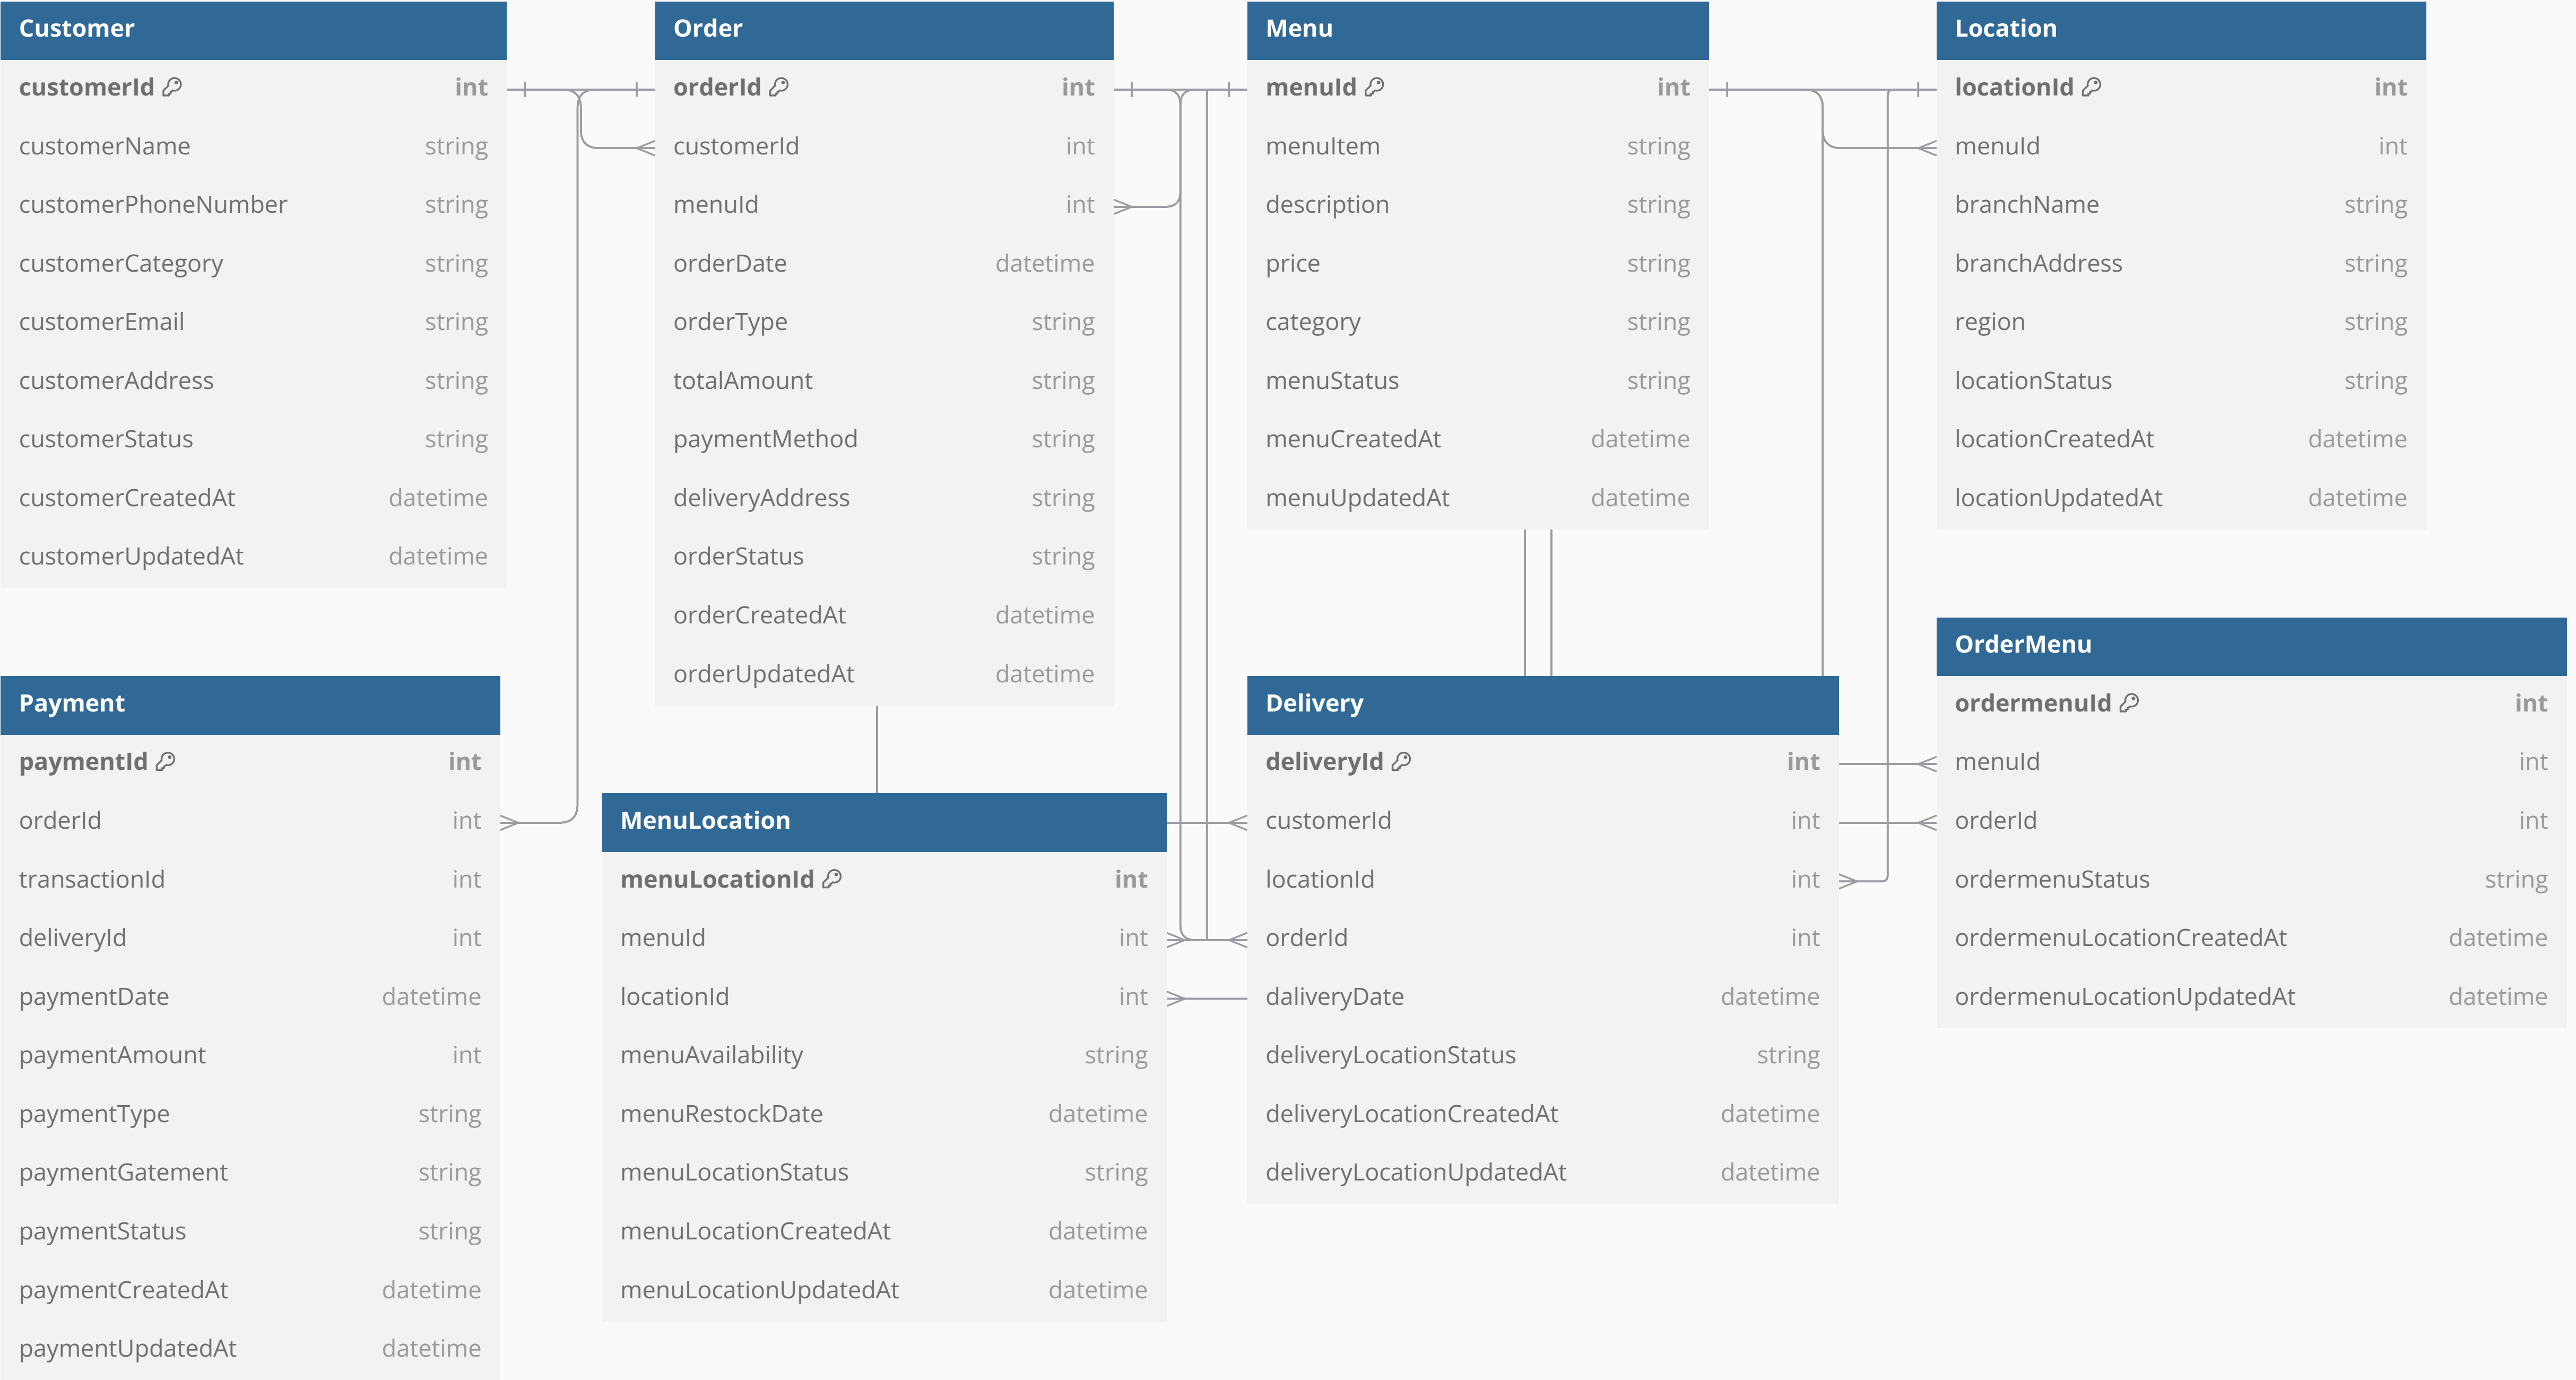 Customer
customerId int
customerName string
customerPhoneNumber string
customerCategory string
customerEmail string
customerAddress string
customerStatus string
customerCreatedAt datetime
customerUpdatedAt datetime
Order
orderId int
customerId int
menuId int
orderDate datetime
orderType string
totalAmount string
paymentMethod string
deliveryAddress string
orderStatus string
orderCreatedAt datetime
orderUpdatedAt datetime
Menu
menuId int
menuItem string
description string
price string
category string
menuStatus string
menuCreatedAt datetime
menuUpdatedAt datetime
Location
locationId int
menuId int
branchName string
branchAddress string
region string
locationStatus string
locationCreatedAt datetime
locationUpdatedAt datetime
Payment
paymentId int
orderId int
transactionId int
deliveryId int
paymentDate datetime
paymentAmount int
paymentType string
paymentGatement string
paymentStatus string
paymentCreatedAt datetime
paymentUpdatedAt datetime
MenuLocation
menuLocationId int
menuId int
locationId int
menuAvailability string
menuRestockDate datetime
menuLocationStatus string
menuLocationCreatedAt datetime
menuLocationUpdatedAt datetime
Delivery
deliveryId int
customerId int
locationId int
orderId int
daliveryDate datetime
deliveryLocationStatus string
deliveryLocationCreatedAt datetime
deliveryLocationUpdatedAt datetime
OrderMenu
ordermenuId int
menuId int
orderId int
ordermenuStatus string
ordermenuLocationCreatedAt datetime
ordermenuLocationUpdatedAt datetime